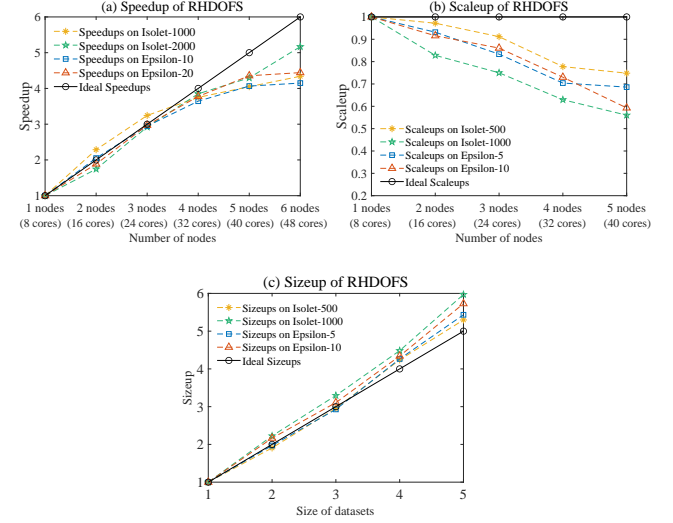 (a) Speedup of RHDOFS
6
5
4
3
2
1
Speedup
Speedups on Isolet-1000
Speedups on Isolet-2000
Speedups on Epsilon-10
Speedups on Epsilon-20
Ideal Speedups
1 nodes 2 nodes 3 nodes 4 nodes 5 nodes 6 nodes
(8 cores) (16 cores) (24 cores) (32 cores) (40 cores) (48 cores)
Number of nodes
(b) Scaleup of RHDOFS
1
0.9
0.8
0.7
0.6
0.5
0.4
0.3
0.2
Scaleup
Scaleups on Isolet-500
Scaleups on Isolet-1000
Scaleups on Epsilon-5
Scaleups on Epsilon-10
Ideal Scaleups
1 nodes 2 nodes 3 nodes 4 nodes 5 nodes
(8 cores) (16 cores) (24 cores) (32 cores) (40 cores)
Number of nodes
(c) Sizeup of RHDOFS
6
5
4
3
2
1
Sizeup
Sizeups on Isolet-500
Sizeups on Isolet-1000
Sizeups on Epsilon-5
Sizeups on Epsilon-10
Ideal Sizeups
1 2 3 4 5
Size of datasets